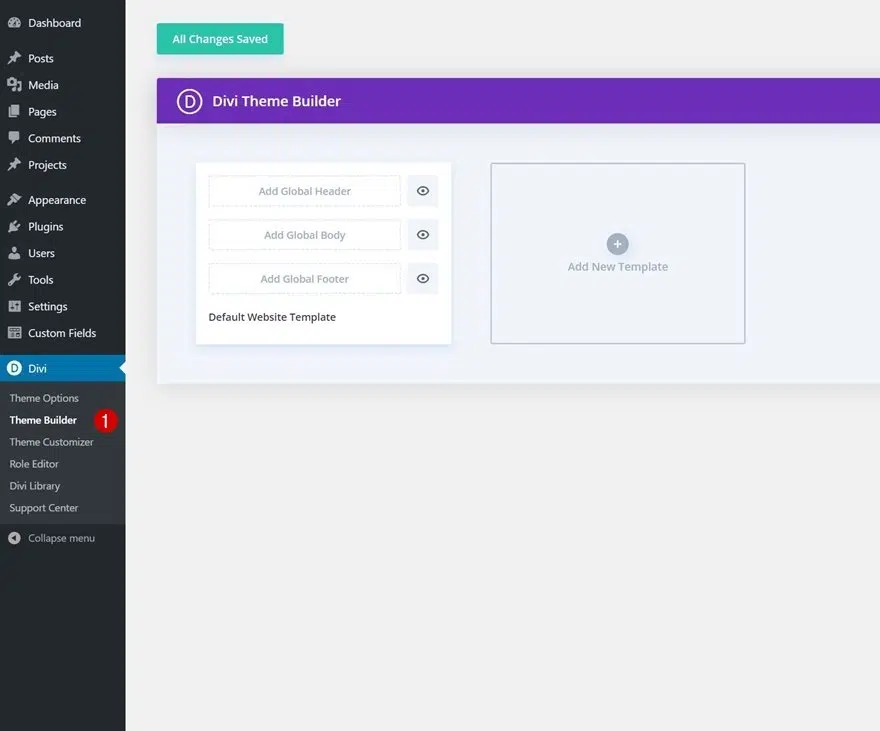 Dashboard
Posts
Media
Pages
Comments
Projects
Appearance
Plugins
Users
Tools
Settings
Custom Fields
D Divi
Theme Options
Theme Builder 1
Theme Customizer
Role Editor
Divi Library
Support Center
Collapse menu
All Changes Saved
D Divi Theme Builder
Add Global Header
Add Global Body
Add Global Footer
Default Website Template
Add New Template